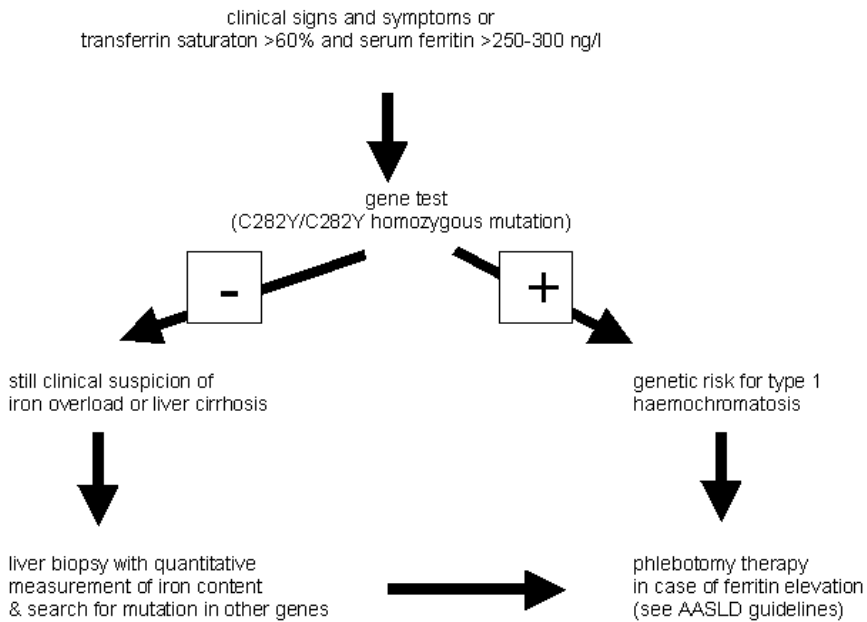 clinical signs and symptoms or
transferrin saturaton >60% and serum ferritin >250-300 ng/l
gene test
(C282Y/C282Y homozygous mutation)
-
+
still clinical suspicion of
iron overload or liver cirrhosis
genetic risk for type 1
haemochromatosis
liver biopsy with quantitative
measurement of iron content
& search for mutation in other genes
phlebotomy therapy
in case of ferritin elevation
(see AASLD guidelines)